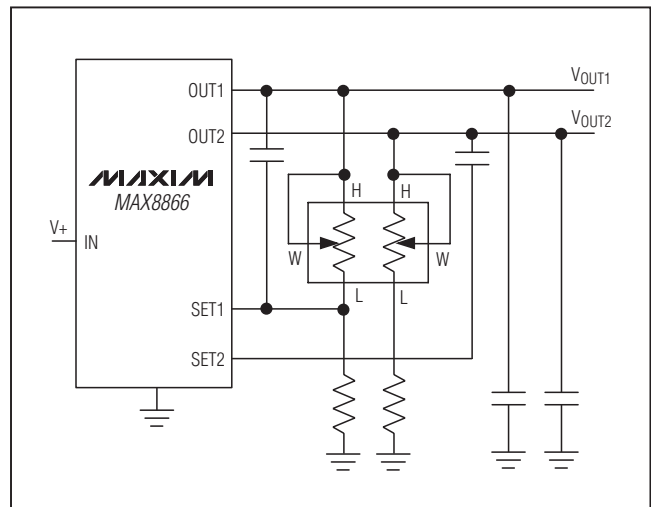 OUT1
VOUT1
OUT2
VOUT2
MAXIM
MAX8866
H
H
V+
IN
W
W
L
L
SET1
SET2